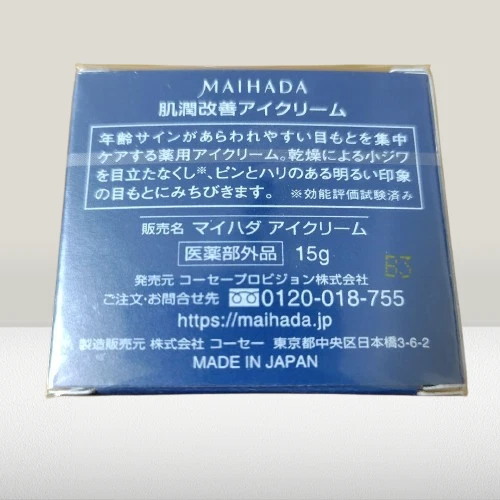 MAIHADA
肌潤改善アイクリーム
年齢サインがあらわれやすい目もとを集中
ケアする薬用アイクリーム。乾燥による小ジワ
を目立たなくし※、ピンとハリのある明るい印象
の目もとにみちびきます。 ※効能評価試験済み
販売名 マイハダ アイクリーム
医薬部外品 15g
B3
発売元 コーセープロビジョン株式会社
ご注文・お問合せ先 0120-018-755
https://maihada.jp
製造販売元 株式会社 コーセー 東京都中央区日本橋3-6-2
MADE IN JAPAN